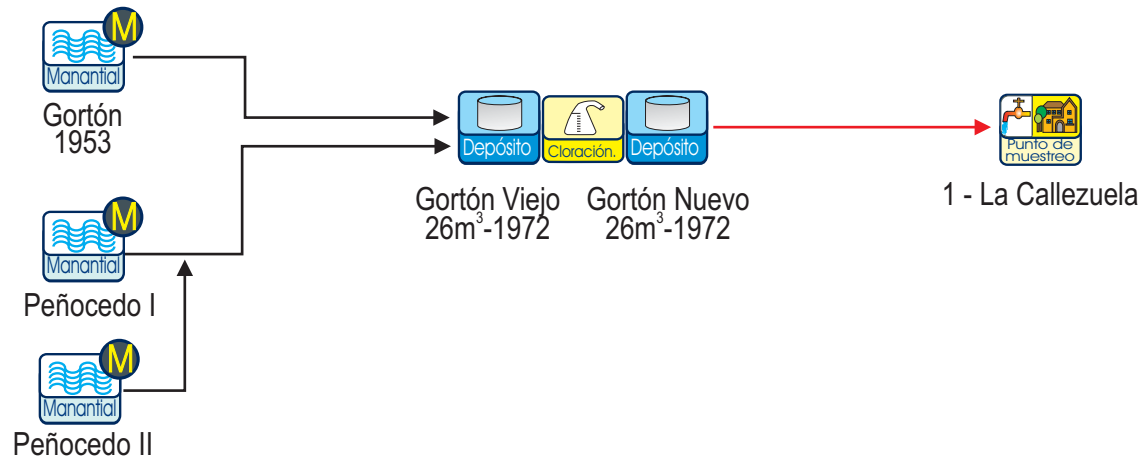 M
Manantial
Gortón
1953
M
Manantial
Peñocedo I
M
Manantial
Peñocedo II
Depósito
Cloración.
Depósito
Gortón Viejo
26m³-1972
Gortón Nuevo
26m³-1972
Punto de
muestreo
1 - La Callezuela